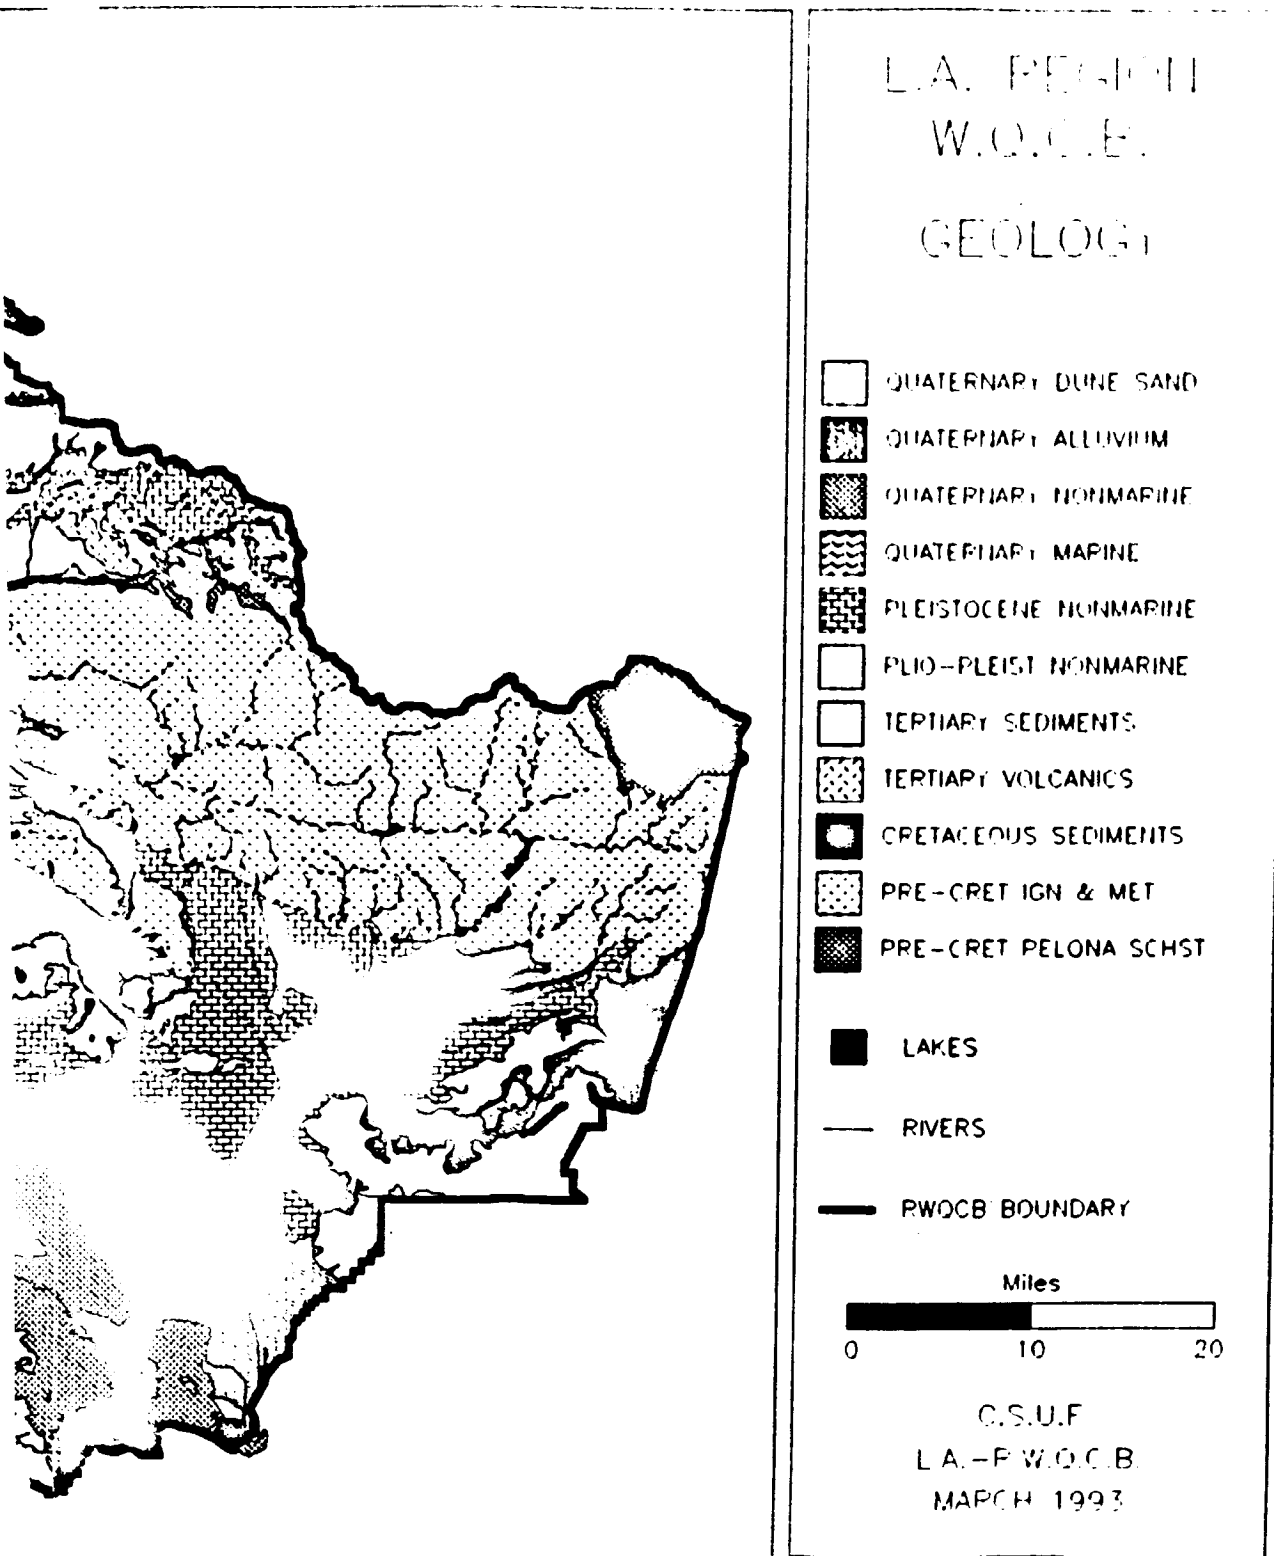 L.A. REGION
W.Q.C.B.
GEOLOGY
QUATERNARY DUNE SAND
QUATERNARY ALLUVIUM
QUATERNARY NONMARINE
QUATERNARY MARINE
PLEISTOCENE NONMARINE
PLIO-PLEIST NONMARINE
TERTIARY SEDIMENTS
TERTIARY VOLCANICS
CRETACEOUS SEDIMENTS
PRE-CRET IGN & MET
PRE-CRET PELONA SCHST
LAKES
RIVERS
RWQCB BOUNDARY
Miles
0 10 20
C.S.U.F
L.A.-R.W.Q.C.B.
MARCH 1993